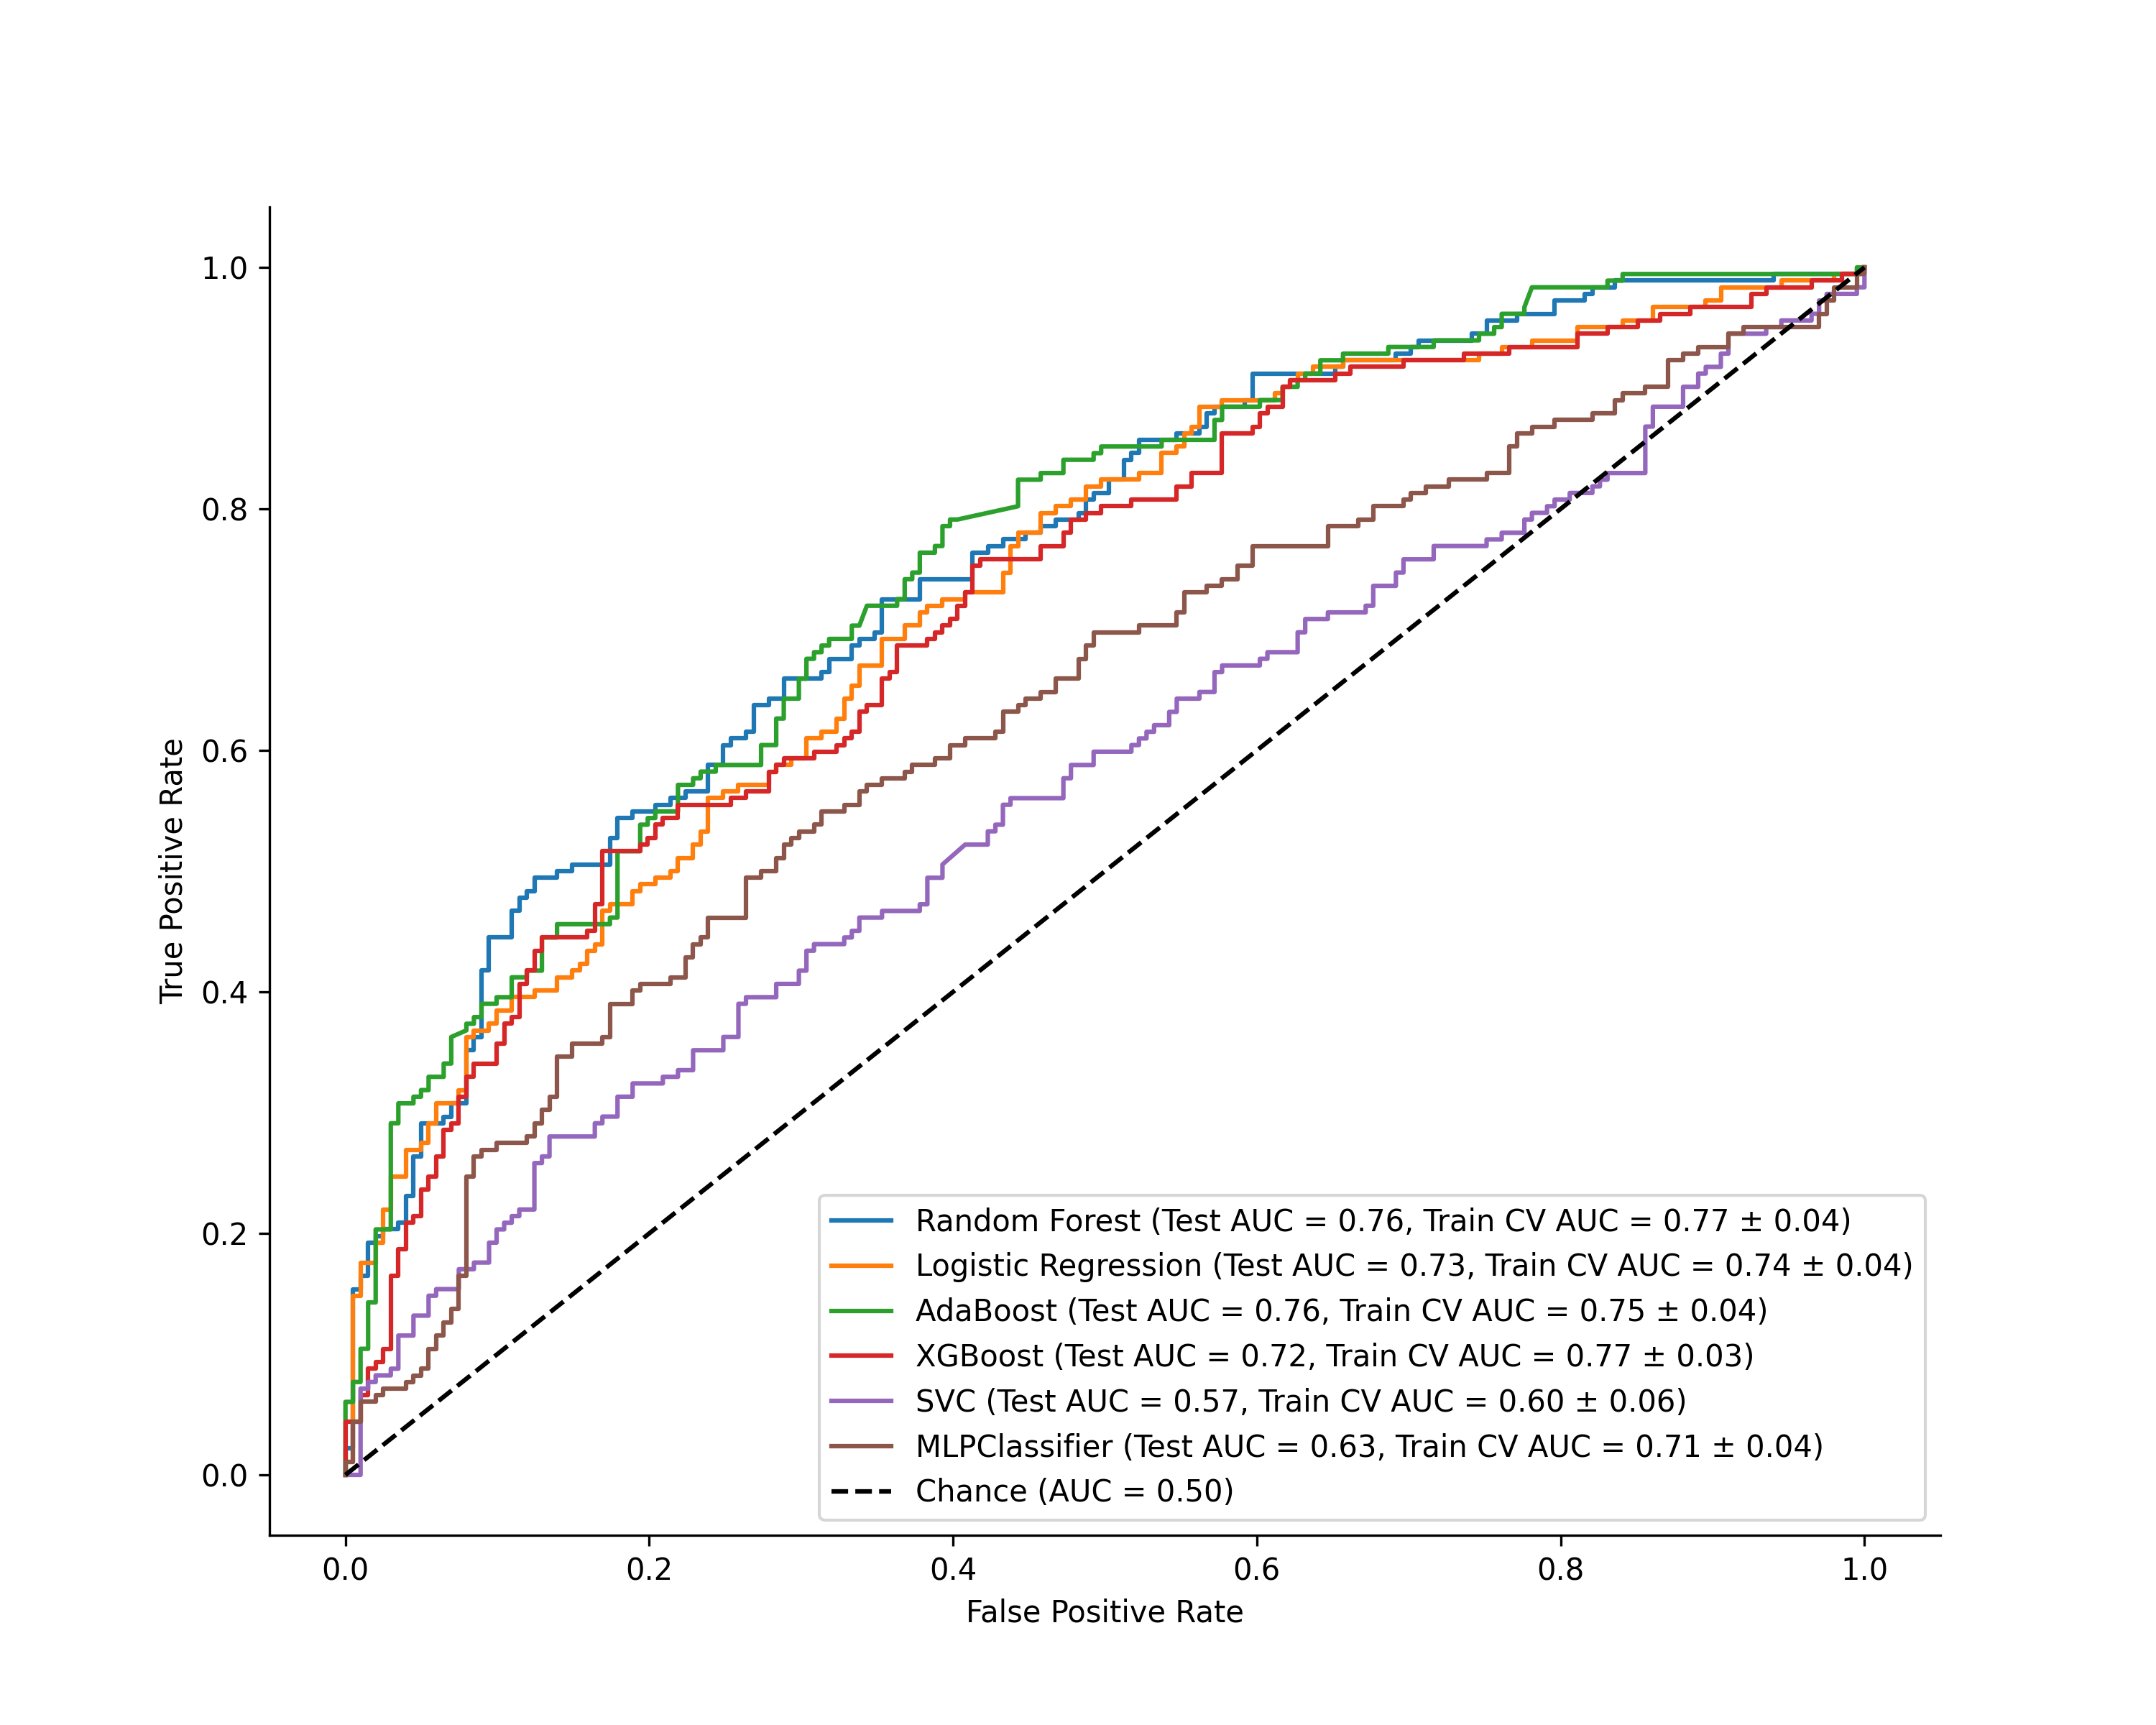 1.0
0.8
0.6
0.4
0.2
0.0
True Positive Rate
0.0 0.2 0.4 0.6 0.8 1.0
False Positive Rate
Random Forest (Test AUC = 0.76, Train CV AUC = 0.77 ± 0.04)
Logistic Regression (Test AUC = 0.73, Train CV AUC = 0.74 ± 0.04)
AdaBoost (Test AUC = 0.76, Train CV AUC = 0.75 ± 0.04)
XGBoost (Test AUC = 0.72, Train CV AUC = 0.77 ± 0.03)
SVC (Test AUC = 0.57, Train CV AUC = 0.60 ± 0.06)
MLPClassifier (Test AUC = 0.63, Train CV AUC = 0.71 ± 0.04)
Chance (AUC = 0.50)